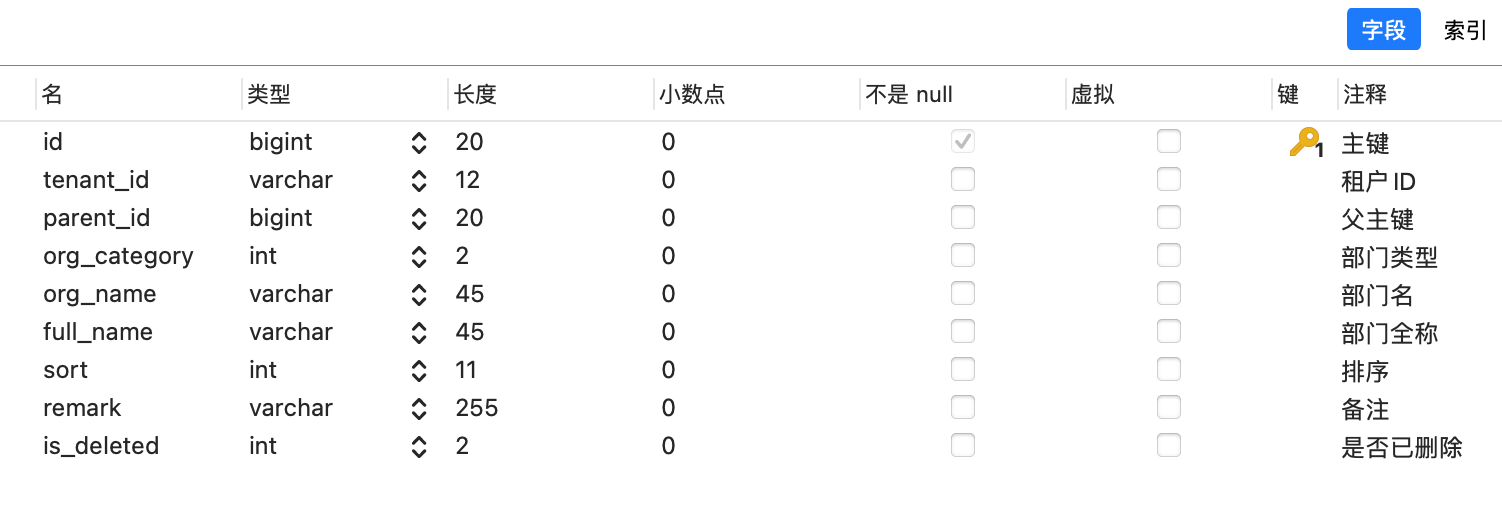 字段 索引
名 类型 长度 小数点 不是 null 虚拟 键 注释
id bigint 20 0 1 主键
tenant_id varchar 12 0 租户ID
parent_id bigint 20 0 父主键
org_category int 2 0 部门类型
org_name varchar 45 0 部门名
full_name varchar 45 0 部门全称
sort int 11 0 排序
remark varchar 255 0 备注
is_deleted int 2 0 是否已删除